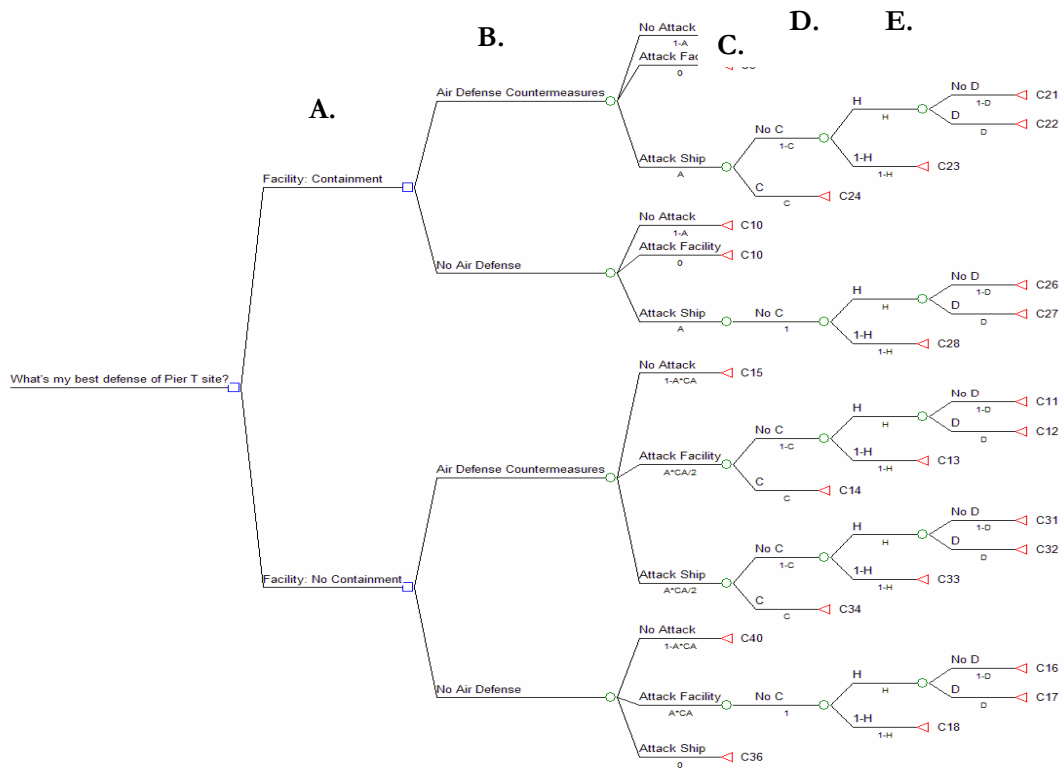 A.
B.
C.
D.
E.
What's my best defense of Pier T site?
Facility: Containment
Air Defense Countermeasures
No Attack
1-A
Attack
0
Attack Ship
A
No C
1-C
H
H
No D
1-D
C21
D
D
C22
1-H
1-H
C23
C
C
C24
No Air Defense
No Attack
1-A
C10
Attack Facility
0
C10
Attack Ship
A
No C
1
H
H
No D
1-D
C26
D
D
C27
1-H
1-H
C28
Facility: No Containment
Air Defense Countermeasures
No Attack
1-A*CA
C15
Attack Facility
A*CA/2
No C
1-C
H
H
No D
1-D
C11
D
D
C12
1-H
1-H
C13
C
C
C14
Attack Ship
A*CA/2
No C
1-C
H
H
No D
1-D
C31
D
D
C32
1-H
1-H
C33
C
C
C34
No Air Defense
No Attack
1-A*CA
C40
Attack Facility
A*CA
No C
1
H
H
No D
1-D
C16
D
D
C17
1-H
1-H
C18
Attack Ship
0
C36